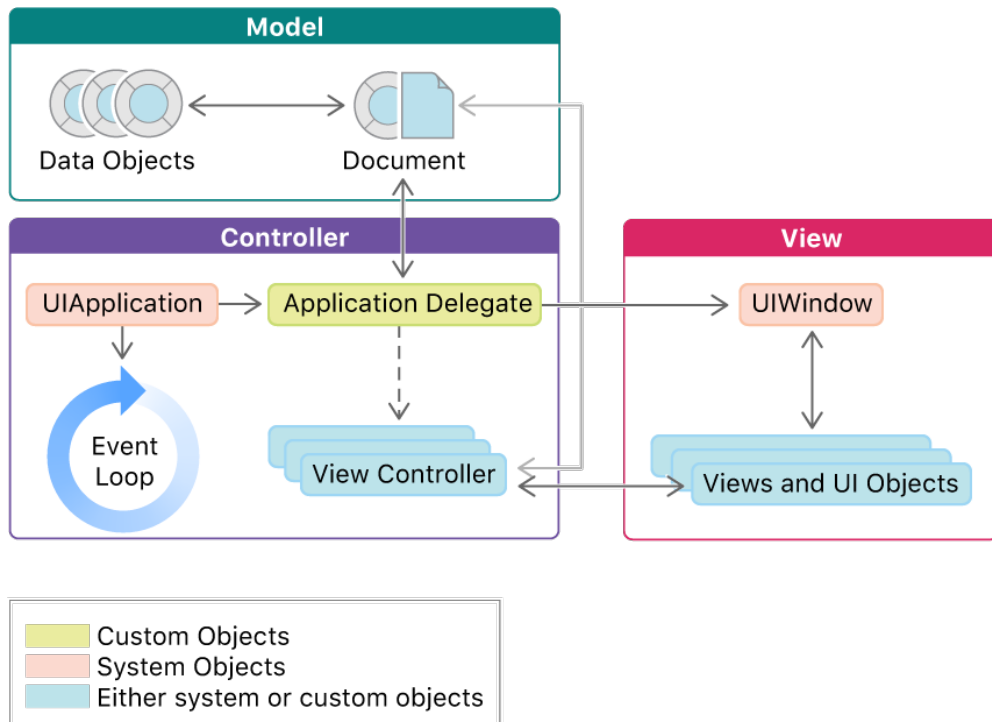 Model
Data Objects
Document
Controller
UIApplication
Application Delegate
Event
Loop
View Controller
View
UIWindow
Views and UI Objects
Custom Objects
System Objects
Either system or custom objects